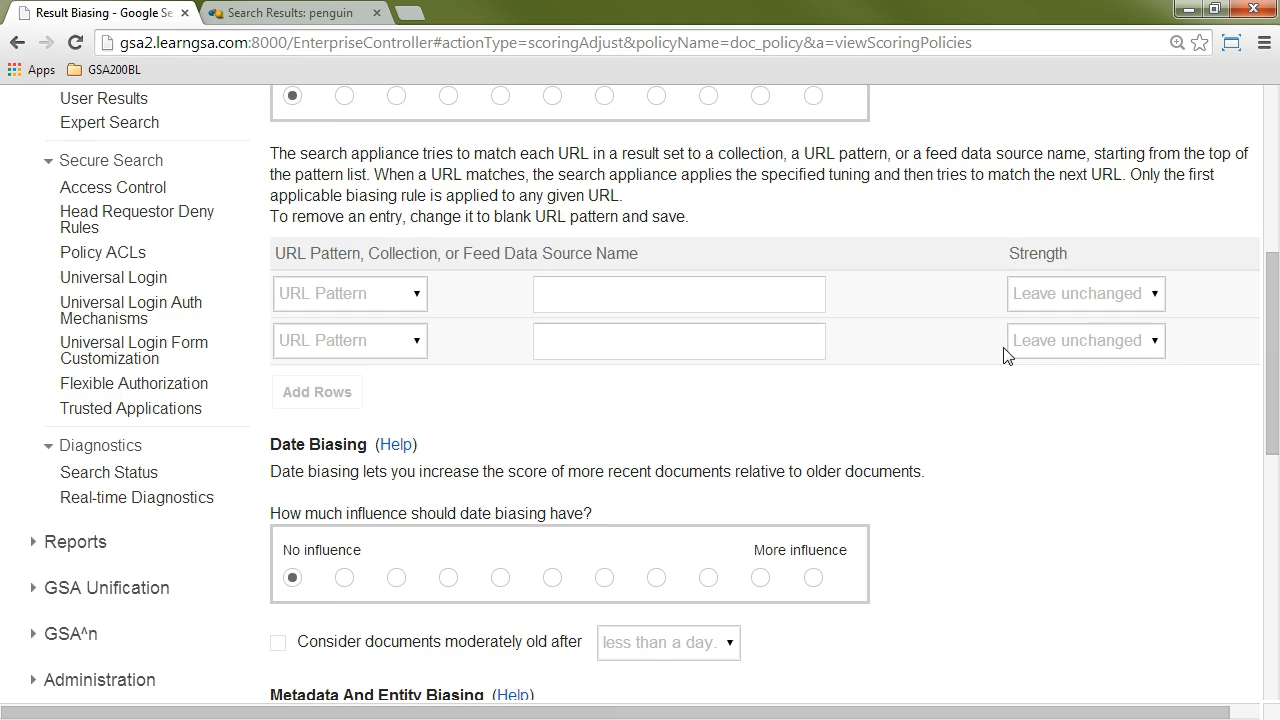 Result Biasing - Google Se
Search Results: penguin
gsa2.learngsa.com:8000/EnterpriseController#actionType=scoringAdjust&policyName=doc_policy&a=viewScoringPolicies
Apps
GSA200BL
User Results
Expert Search
Secure Search
Access Control
Head Requestor Deny
Rules
Policy ACLs
Universal Login
Universal Login Auth
Mechanisms
Universal Login Form
Customization
Flexible Authorization
Trusted Applications
Diagnostics
Search Status
Real-time Diagnostics
Reports
GSA Unification
GSA^n
Administration
The search appliance tries to match each URL in a result set to a collection, a URL pattern, or a feed data source name, starting from the top of
the pattern list. When a URL matches, the search appliance applies the specified tuning and then tries to match the next URL. Only the first
applicable biasing rule is applied to any given URL.
To remove an entry, change it to blank URL pattern and save.
URL Pattern, Collection, or Feed Data Source Name Strength
URL Pattern Leave unchanged
URL Pattern Leave unchanged
Add Rows
Date Biasing (Help)
Date biasing lets you increase the score of more recent documents relative to older documents.
How much influence should date biasing have?
No influence More influence
Consider documents moderately old after less than a day.
Metadata And Entity Biasing (Help)